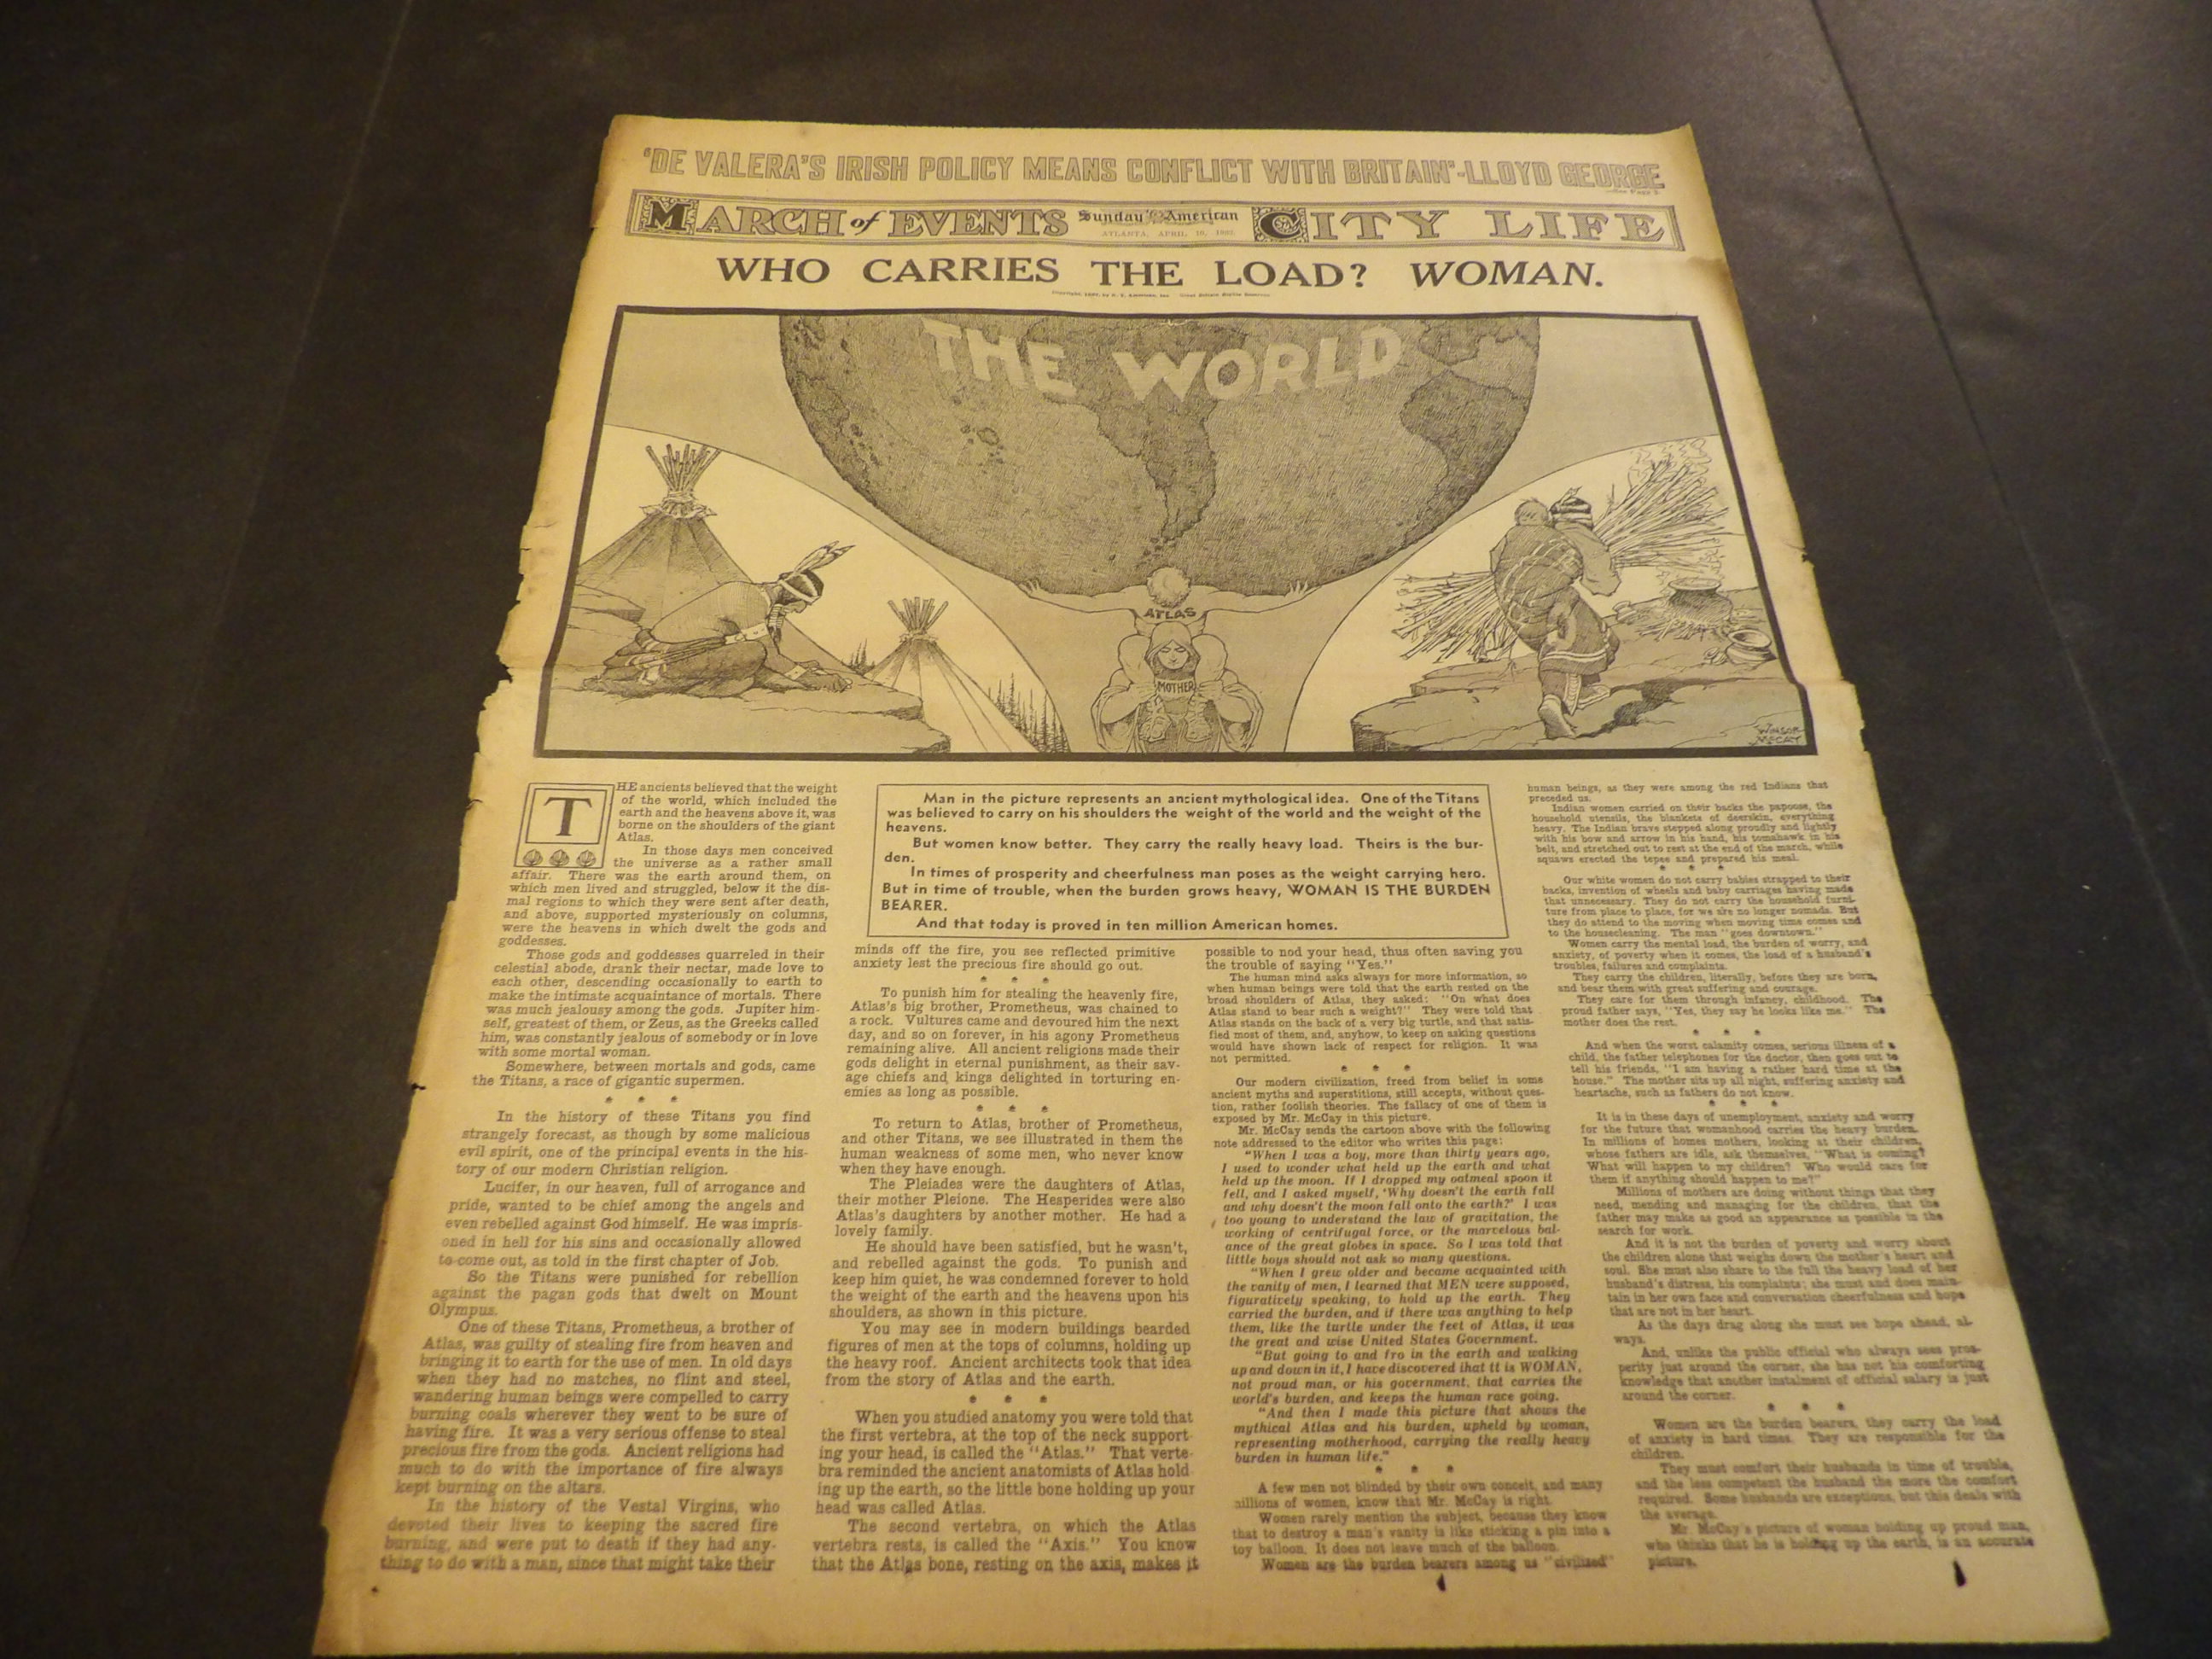 'DE VALERA'S IRISH POLICY MEANS CONFLICT WITH BRITAIN'-LLOYD GEORGE
—See Page 2.
MARCH of EVENTS
Sunday American
ATLANTA, APRIL 10, 1932
CITY LIFE
WHO CARRIES THE LOAD? WOMAN.
THE WORLD
ATLAS
MOTHER
WINSOR
McCAY
THE ancients believed that the weight
of the world, which included the
earth and the heavens above it, was
borne on the shoulders of the giant
Atlas.
In those days men conceived
the universe as a rather small
affair. There was the earth around them, on
which men lived and struggled, below it the dis-
mal regions to which they were sent after death,
and above, supported mysteriously on columns,
were the heavens in which dwelt the gods and
goddesses.
Those gods and goddesses quarreled in their
celestial abode, drank their nectar, made love to
each other, descending occasionally to earth to
make the intimate acquaintance of mortals. There
was much jealousy among the gods. Jupiter him-
self, greatest of them, or Zeus, as the Greeks called
him, was constantly jealous of somebody or in love
with some mortal woman.
Somewhere, between mortals and gods, came
the Titans, a race of gigantic supermen.
* * *
In the history of these Titans you find
strangely forecast, as though by some malicious
evil spirit, one of the principal events in the his-
tory of our modern Christian religion.
Lucifer, in our heaven, full of arrogance and
pride, wanted to be chief among the angels and
even rebelled against God himself. He was impris-
oned in hell for his sins and occasionally allowed
to come out, as told in the first chapter of Job.
So the Titans were punished for rebellion
against the pagan gods that dwelt on Mount
Olympus.
One of these Titans, Prometheus, a brother of
Atlas, was guilty of stealing fire from heaven and
bringing it to earth for the use of men. In old days
when they had no matches, no flint and steel,
wandering human beings were compelled to carry
burning coals wherever they went to be sure of
having fire. It was a very serious offense to steal
precious fire from the gods. Ancient religions had
much to do with the importance of fire always
kept burning on the altars.
In the history of the Vestal Virgins, who
devoted their lives to keeping the sacred fire
burning, and were put to death if they had any-
thing to do with a man, since that might take their
Man in the picture represents an ancient mythological idea. One of the Titans
was believed to carry on his shoulders the weight of the world and the weight of the
heavens.
But women know better. They carry the really heavy load. Theirs is the bur-
den.
In times of prosperity and cheerfulness man poses as the weight carrying hero.
But in time of trouble, when the burden grows heavy, WOMAN IS THE BURDEN
BEARER.
And that today is proved in ten million American homes.
minds off the fire, you see reflected primitive
anxiety lest the precious fire should go out.
* * *
To punish him for stealing the heavenly fire,
Atlas's big brother, Prometheus, was chained to
a rock. Vultures came and devoured him the next
day, and so on forever, in his agony Prometheus
remaining alive. All ancient religions made their
gods delight in eternal punishment, as their sav-
age chiefs and kings delighted in torturing en-
emies as long as possible.
* * *
To return to Atlas, brother of Prometheus,
and other Titans, we see illustrated in them the
human weakness of some men, who never know
when they have enough.
The Pleiades were the daughters of Atlas,
their mother Pleione. The Hesperides were also
Atlas's daughters by another mother. He had a
lovely family.
He should have been satisfied, but he wasn't,
and rebelled against the gods. To punish and
keep him quiet, he was condemned forever to hold
the weight of the earth and the heavens upon his
shoulders, as shown in this picture.
You may see in modern buildings bearded
figures of men at the tops of columns, holding up
the heavy roof. Ancient architects took that idea
from the story of Atlas and the earth.
* * *
When you studied anatomy you were told that
the first vertebra, at the top of the neck support-
ing your head, is called the "Atlas." That verte-
bra reminded the ancient anatomists of Atlas hold-
ing up the earth, so the little bone holding up your
head was called Atlas.
The second vertebra, on which the Atlas
vertebra rests, is called the "Axis." You know
that the Atlas bone, resting on the axis, makes it
possible to nod your head, thus often saving you
the trouble of saying "Yes."
The human mind asks always for more information, so
when human beings were told that the earth rested on the
broad shoulders of Atlas, they asked: "On what does
Atlas stand to bear such a weight?" They were told that
Atlas stands on the back of a very big turtle, and that satis-
fied most of them, and, anyhow, to keep on asking questions
would have shown lack of respect for religion. It was
not permitted.
* * *
Our modern civilization, freed from belief in some
ancient myths and superstitions, still accepts, without ques-
tion, rather foolish theories. The fallacy of one of them is
exposed by Mr. McCay in this picture.
Mr. McCay sends the cartoon above with the following
note addressed to the editor who writes this page:
"When I was a boy, more than thirty years ago,
I used to wonder what held up the earth and what
held up the moon. If I dropped my oatmeal spoon it
fell, and I asked myself, 'Why doesn't the earth fall
and why doesn't the moon fall onto the earth?' I was
too young to understand the law of gravitation, the
working of centrifugal force, or the marvelous bal-
ance of the great globes in space. So I was told that
little boys should not ask so many questions.
"When I grew older and became acquainted with
the vanity of men, I learned that MEN were supposed,
figuratively speaking, to hold up the earth. They
carried the burden, and if there was anything to help
them, like the turtle under the feet of Atlas, it was
the great and wise United States Government.
"But going to and fro in the earth and walking
up and down in it, I have discovered that it is WOMAN,
not proud man, or his government, that carries the
world's burden, and keeps the human race going.
"And then I made this picture that shows the
mythical Atlas and his burden, upheld by woman,
representing motherhood, carrying the really heavy
burden in human life."
* * *
A few men not blinded by their own conceit, and many
millions of women, know that Mr. McCay is right.
Women rarely mention the subject, because they know
that to destroy a man's vanity is like sticking a pin into a
toy balloon. It does not leave much of the balloon.
Women are the burden bearers among us "civilized"
human beings, as they were among the red Indians that
preceded us.
Indian women carried on their backs the papoose, the
household utensils, the blankets of deerskin, everything
heavy. The Indian brave stepped along proudly and lightly
with his bow and arrow in his hand, his tomahawk in his
belt, and stretched out to rest at the end of the march, while
squaws erected the tepee and prepared his meal.
* * *
Our white women do not carry babies strapped to their
backs, invention of wheels and baby carriages having made
that unnecessary. They do not carry the household furni-
ture from place to place, for we are no longer nomads. But
they do attend to the moving when moving time comes and
to the housecleaning. The man "goes downtown."
Women carry the mental load, the burden of worry, and
anxiety, of poverty when it comes, the load of a husband's
troubles, failures and complaints.
They carry the children, literally, before they are born,
and bear them with great suffering and courage.
They care for them through infancy, childhood. The
proud father says, "Yes, they say he looks like me." The
mother does the rest.
* * *
And when the worst calamity comes, serious illness of a
child, the father telephones for the doctor, then goes out to
tell his friends, "I am having a rather hard time at the
house." The mother sits up all night, suffering anxiety and
heartache, such as fathers do not know.
* * *
It is in these days of unemployment, anxiety and worry
for the future that womanhood carries the heavy burden.
In millions of homes mothers, looking at their children,
whose fathers are idle, ask themselves, "What is coming?
What will happen to my children? Who would care for
them if anything should happen to me?"
Millions of mothers are doing without things that they
need, mending and managing for the children, that the
father may make as good an appearance as possible in the
search for work.
And it is not the burden of poverty and worry about
the children alone that weighs down the mother's heart and
soul. She must also share to the full the heavy load of her
husband's distress, his complaints; she must and does main-
tain in her own face and conversation cheerfulness and hope
that are not in her heart.
As the days drag along she must see hope ahead, al-
ways.
And, unlike the public official who always sees pros-
perity just around the corner, she has not his comforting
knowledge that another instalment of official salary is just
around the corner.
* * *
Women are the burden bearers, they carry the load
of anxiety in hard times. They are responsible for the
children.
They must comfort their husbands in time of trouble,
and the less competent the husband the more the comfort
required. Some husbands are exceptions, but this deals with
the average.
Mr. McCay's picture of woman holding up proud man,
who thinks that he is holding up the earth, is an accurate
picture.